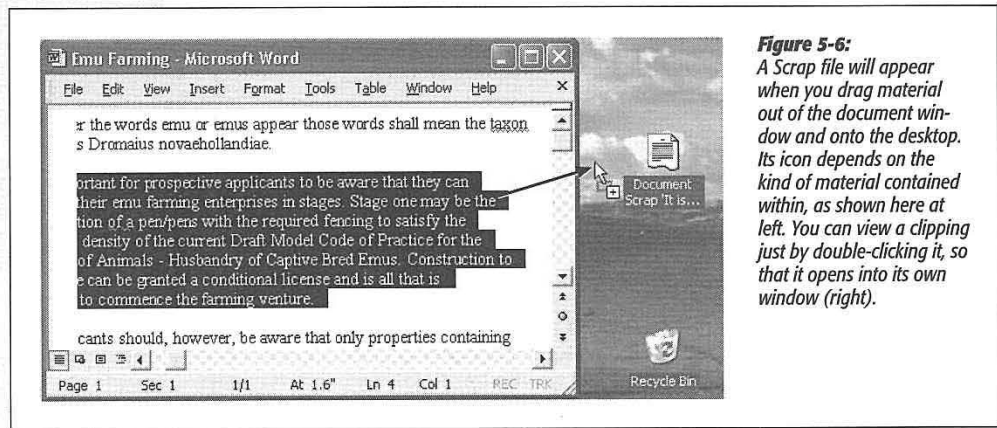 Emu Farming - Microsoft Word
File Edit View Insert Format Tools Table Window Help
r the words emu or emus appear those words shall mean the taxon
s Dromaius novaehollandiae.
ortant for prospective applicants to be aware that they can
their emu farming enterprises in stages. Stage one may be the
tion of a pen/pens with the required fencing to satisfy the
density of the current Draft Model Code of Practice for the
of Animals - Husbandry of Captive Bred Emus. Construction to
e can be granted a conditional license and is all that is
to commence the farming venture.
cants should, however, be aware that only properties containing
Page 1 Sec 1 1/1 At 1.6" Ln 4 Col 1 REC TRK
Document
Scrap 'It is...
Recycle Bin
Figure 5-6:
A Scrap file will appear
when you drag material
out of the document win-
dow and onto the desktop.
Its icon depends on the
kind of material contained
within, as shown here at
left. You can view a clipping
just by double-clicking it, so
that it opens into its own
window (right).